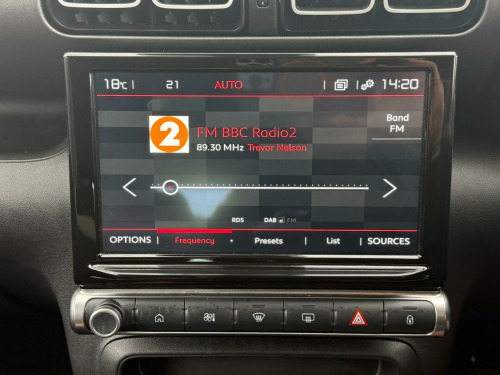 18°c 21 AUTO 14:20
2 FM BBC Radio2
89.30 MHz Trevor Nelson
Band
FM
RDS DAB FM
OPTIONS Frequency Presets List SOURCES